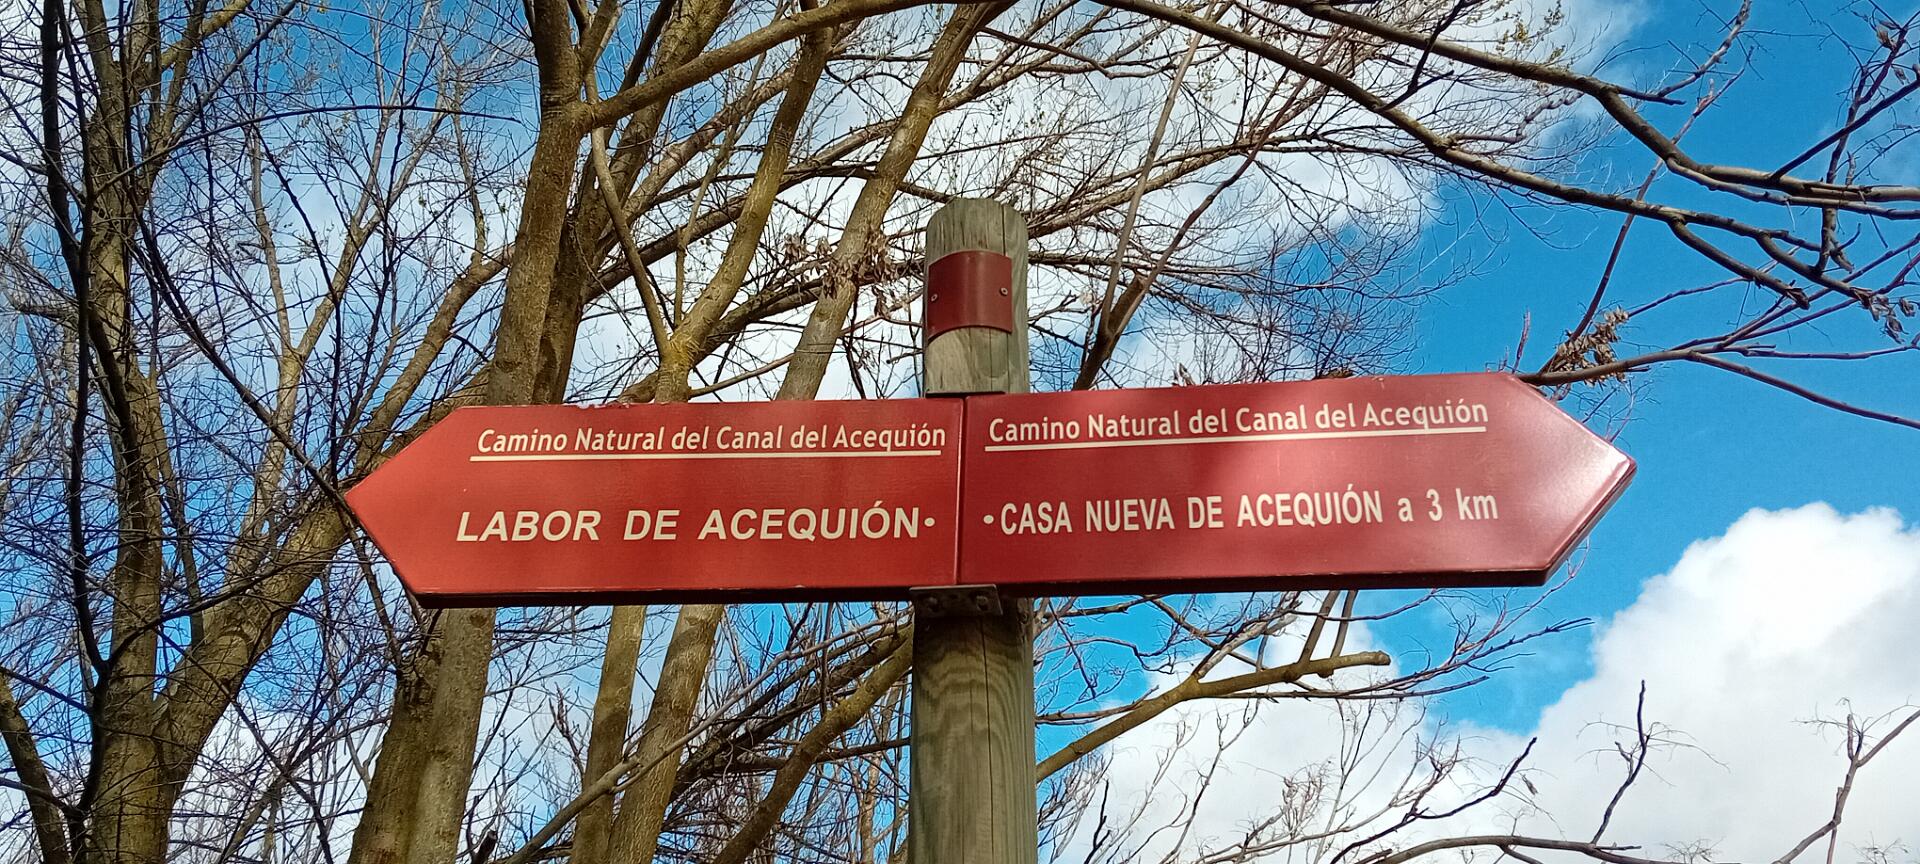 Camino Natural del Canal del Acequión
LABOR DE ACEQUIÓN•
Camino Natural del Canal del Acequión
•CASA NUEVA DE ACEQUIÓN a 3 km